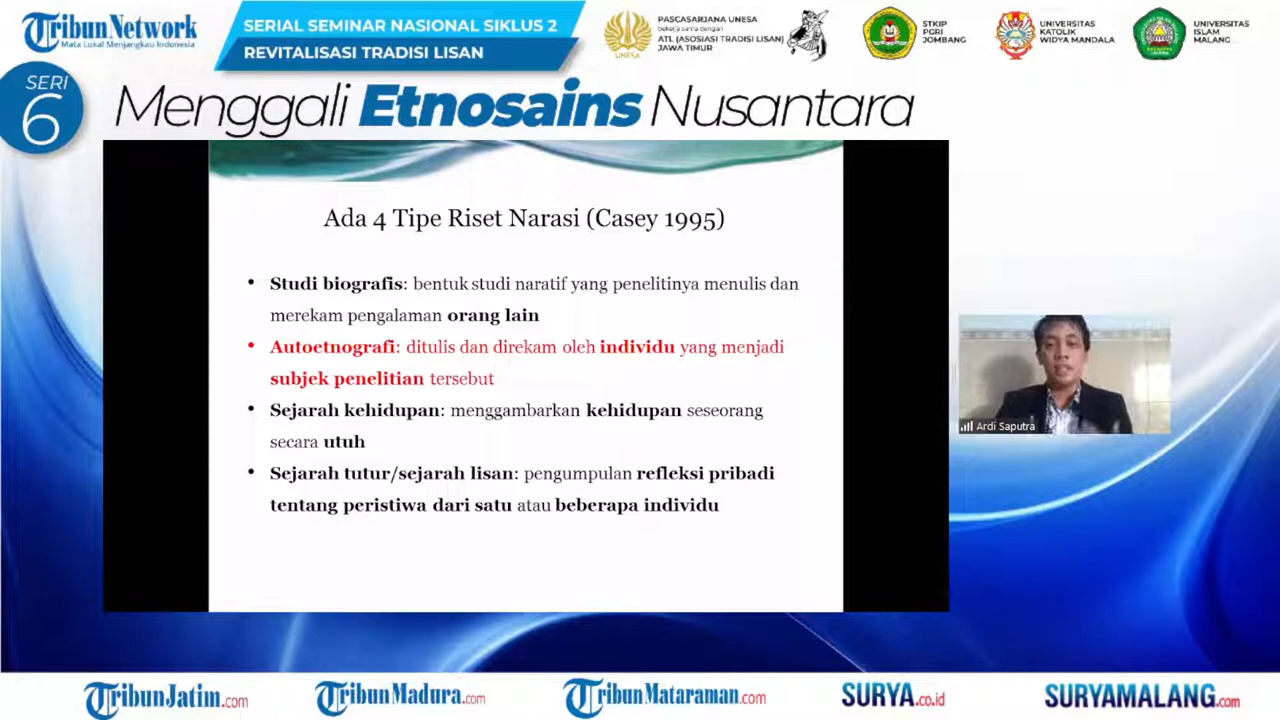 TribunNetwork
Mata Lokal Menjangkau Indonesia
SERIAL SEMINAR NASIONAL SIKLUS 2
REVITALISASI TRADISI LISAN
UNESA
PASCASARJANA UNESA
bekerja sama dengan
ATL (ASOSIASI TRADISI LISAN)
JAWA TIMUR
STKIP
PGRI
JOMBANG
UNIVERSITAS
KATOLIK
WIDYA MANDALA
UNIVERSITAS
ISLAM
MALANG
SERI
6
Menggali Etnosains Nusantara
Ada 4 Tipe Riset Narasi (Casey 1995)
• Studi biografis: bentuk studi naratif yang penelitinya menulis dan
merekam pengalaman orang lain
• Autoetnografi: ditulis dan direkam oleh individu yang menjadi
subjek penelitian tersebut
• Sejarah kehidupan: menggambarkan kehidupan seseorang
secara utuh
• Sejarah tutur/sejarah lisan: pengumpulan refleksi pribadi
tentang peristiwa dari satu atau beberapa individu
Ardi Saputra
TribunJatim.com
TribunMadura.com
TribunMataraman.com
SURYA.co.id
SURYAMALANG.com